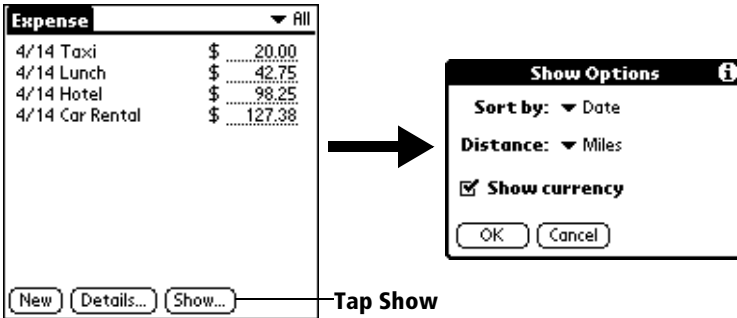 Expense All
4/14 Taxi $ 20.00
4/14 Lunch $ 42.75
4/14 Hotel $ 98.25
4/14 Car Rental $ 127.38
New Details... Show...
Tap Show
Show Options
Sort by: Date
Distance: Miles
Show currency
OK Cancel